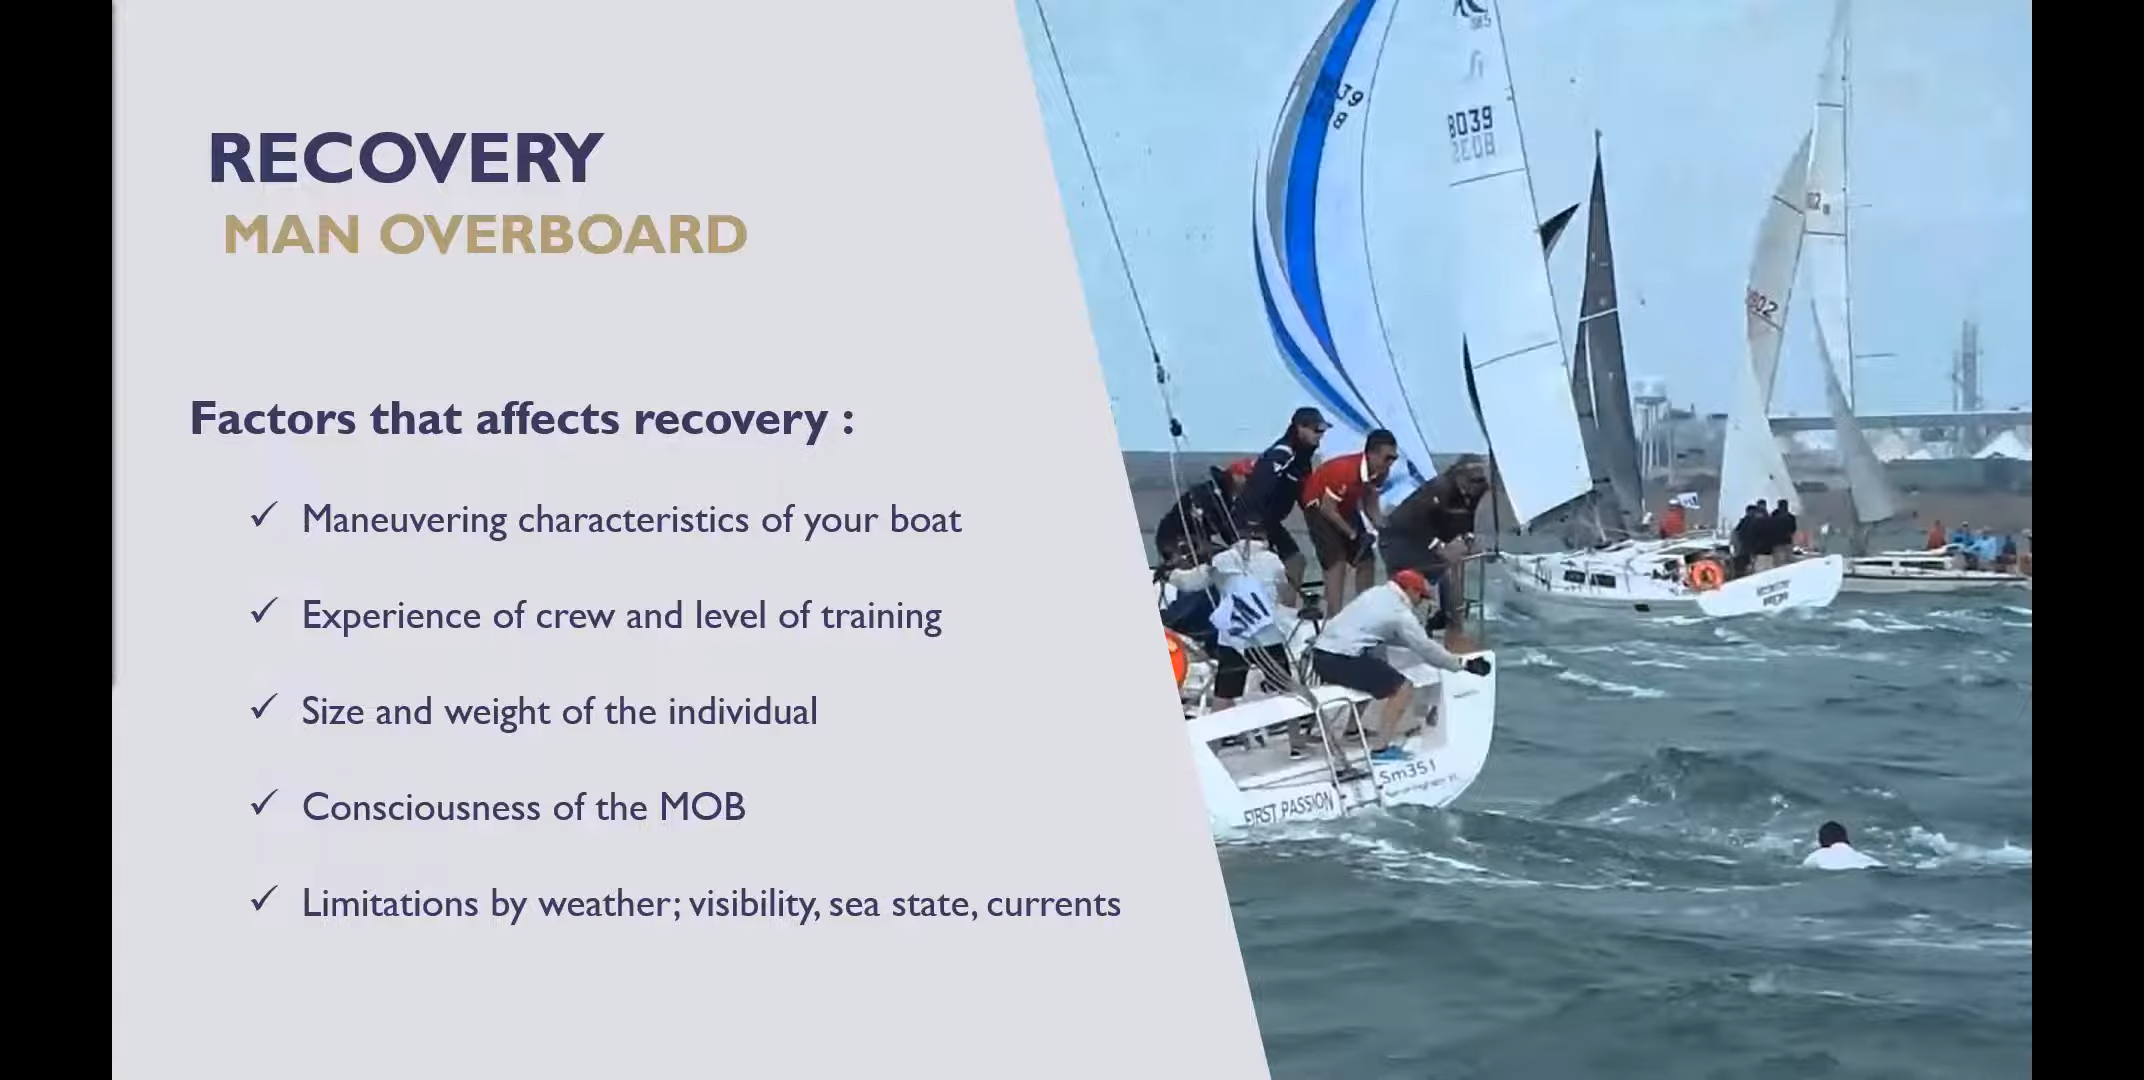 RECOVERY
MAN OVERBOARD
Factors that affects recovery :
✓ Maneuvering characteristics of your boat
✓ Experience of crew and level of training
✓ Size and weight of the individual
✓ Consciousness of the MOB
✓ Limitations by weather; visibility, sea state, currents
8039
Sm351
FIRST PASSION